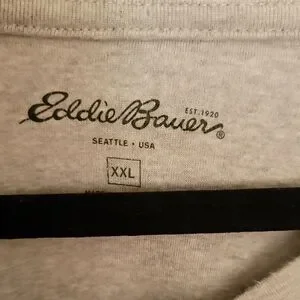 Eddie Bauer®
EST. 1920
SEATTLE • USA
XXL